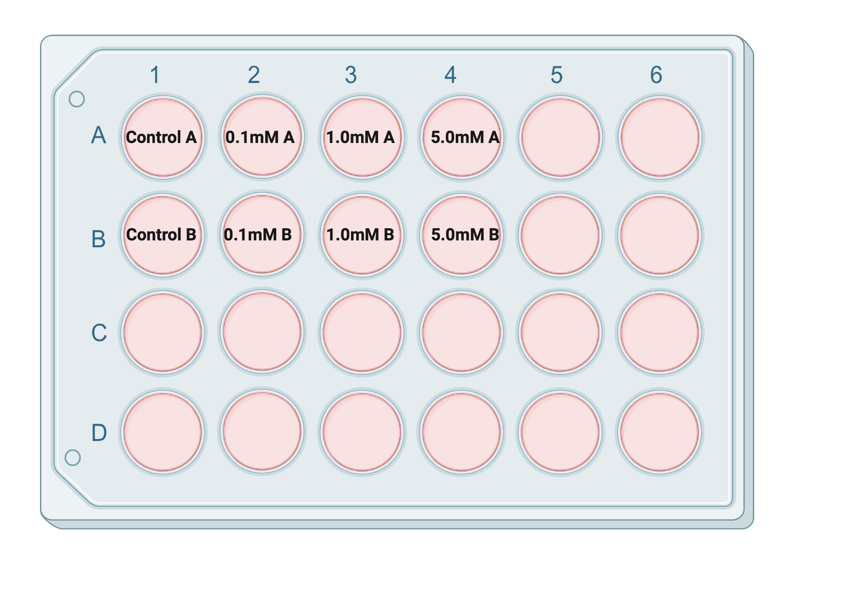 1 2 3 4 5 6
A Control A 0.1mM A 1.0mM A 5.0mM A
B Control B 0.1mM B 1.0mM B 5.0mM B
C
D